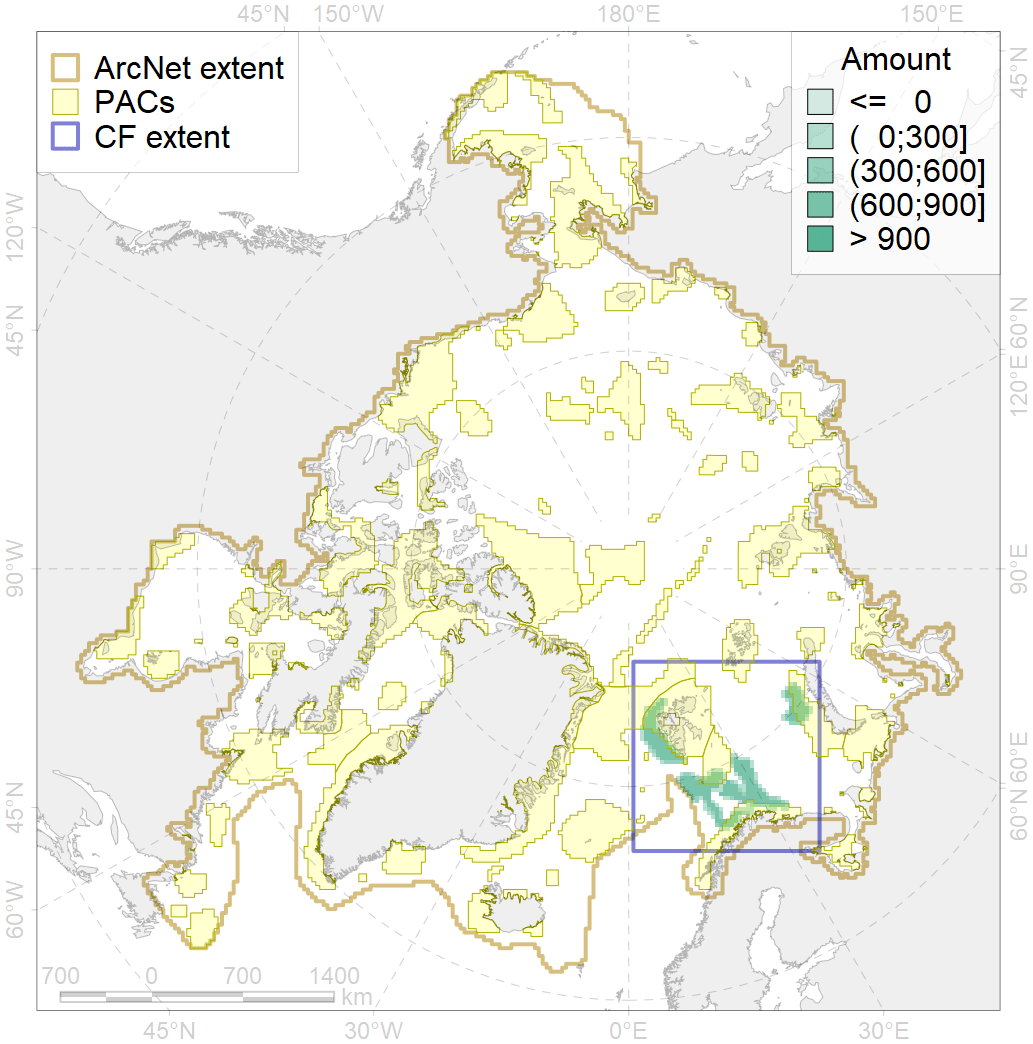 45°N 150°W 180°E 150°E
ArcNet extent
PACs
CF extent
Amount
<= 0
( 0;300]
(300;600]
(600;900]
> 900
45°N
120°W
45°N
90°W
45°N
60°W
60°N
120°E
90°E
60°E
60°N
700 0 700 1400
km
45°N 30°W 0°E 30°E